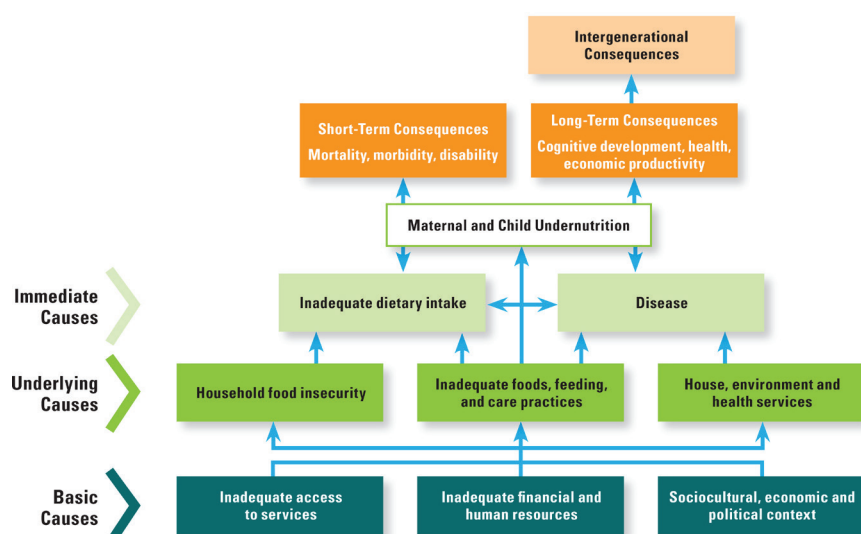 Intergenerational
Consequences
Short-Term Consequences
Mortality, morbidity, disability
Long-Term Consequences
Cognitive development, health,
economic productivity
Maternal and Child Undernutrition
Immediate
Causes
Inadequate dietary intake
Disease
Underlying
Causes
Household food insecurity
Inadequate foods, feeding,
and care practices
House, environment and
health services
Basic
Causes
Inadequate access
to services
Inadequate financial and
human resources
Sociocultural, economic and
political context